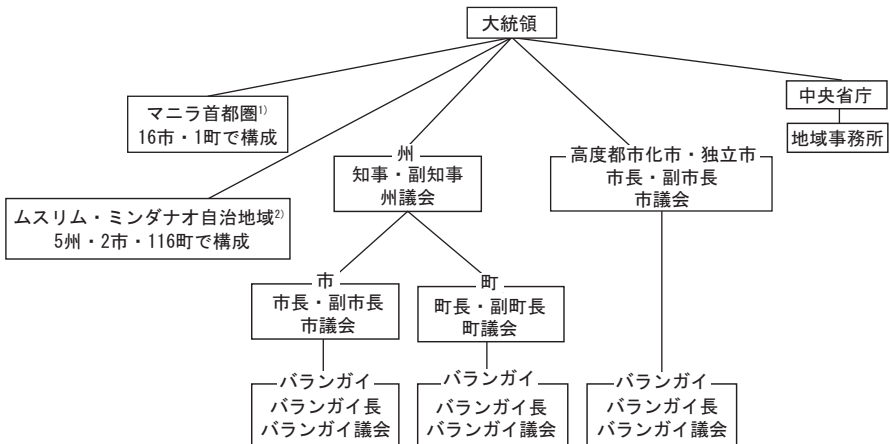 大統領
マニラ首都圏1)
16市・1町で構成
中央省庁
地域事務所
州
知事・副知事
州議会
高度都市化市・独立市
市長・副市長
市議会
ムスリム・ミンダナオ自治地域2)
5州・2市・116町で構成
市
市長・副市長
市議会
町
町長・副町長
町議会
バランガイ
バランガイ長
バランガイ議会
バランガイ
バランガイ長
バランガイ議会
バランガイ
バランガイ長
バランガイ議会